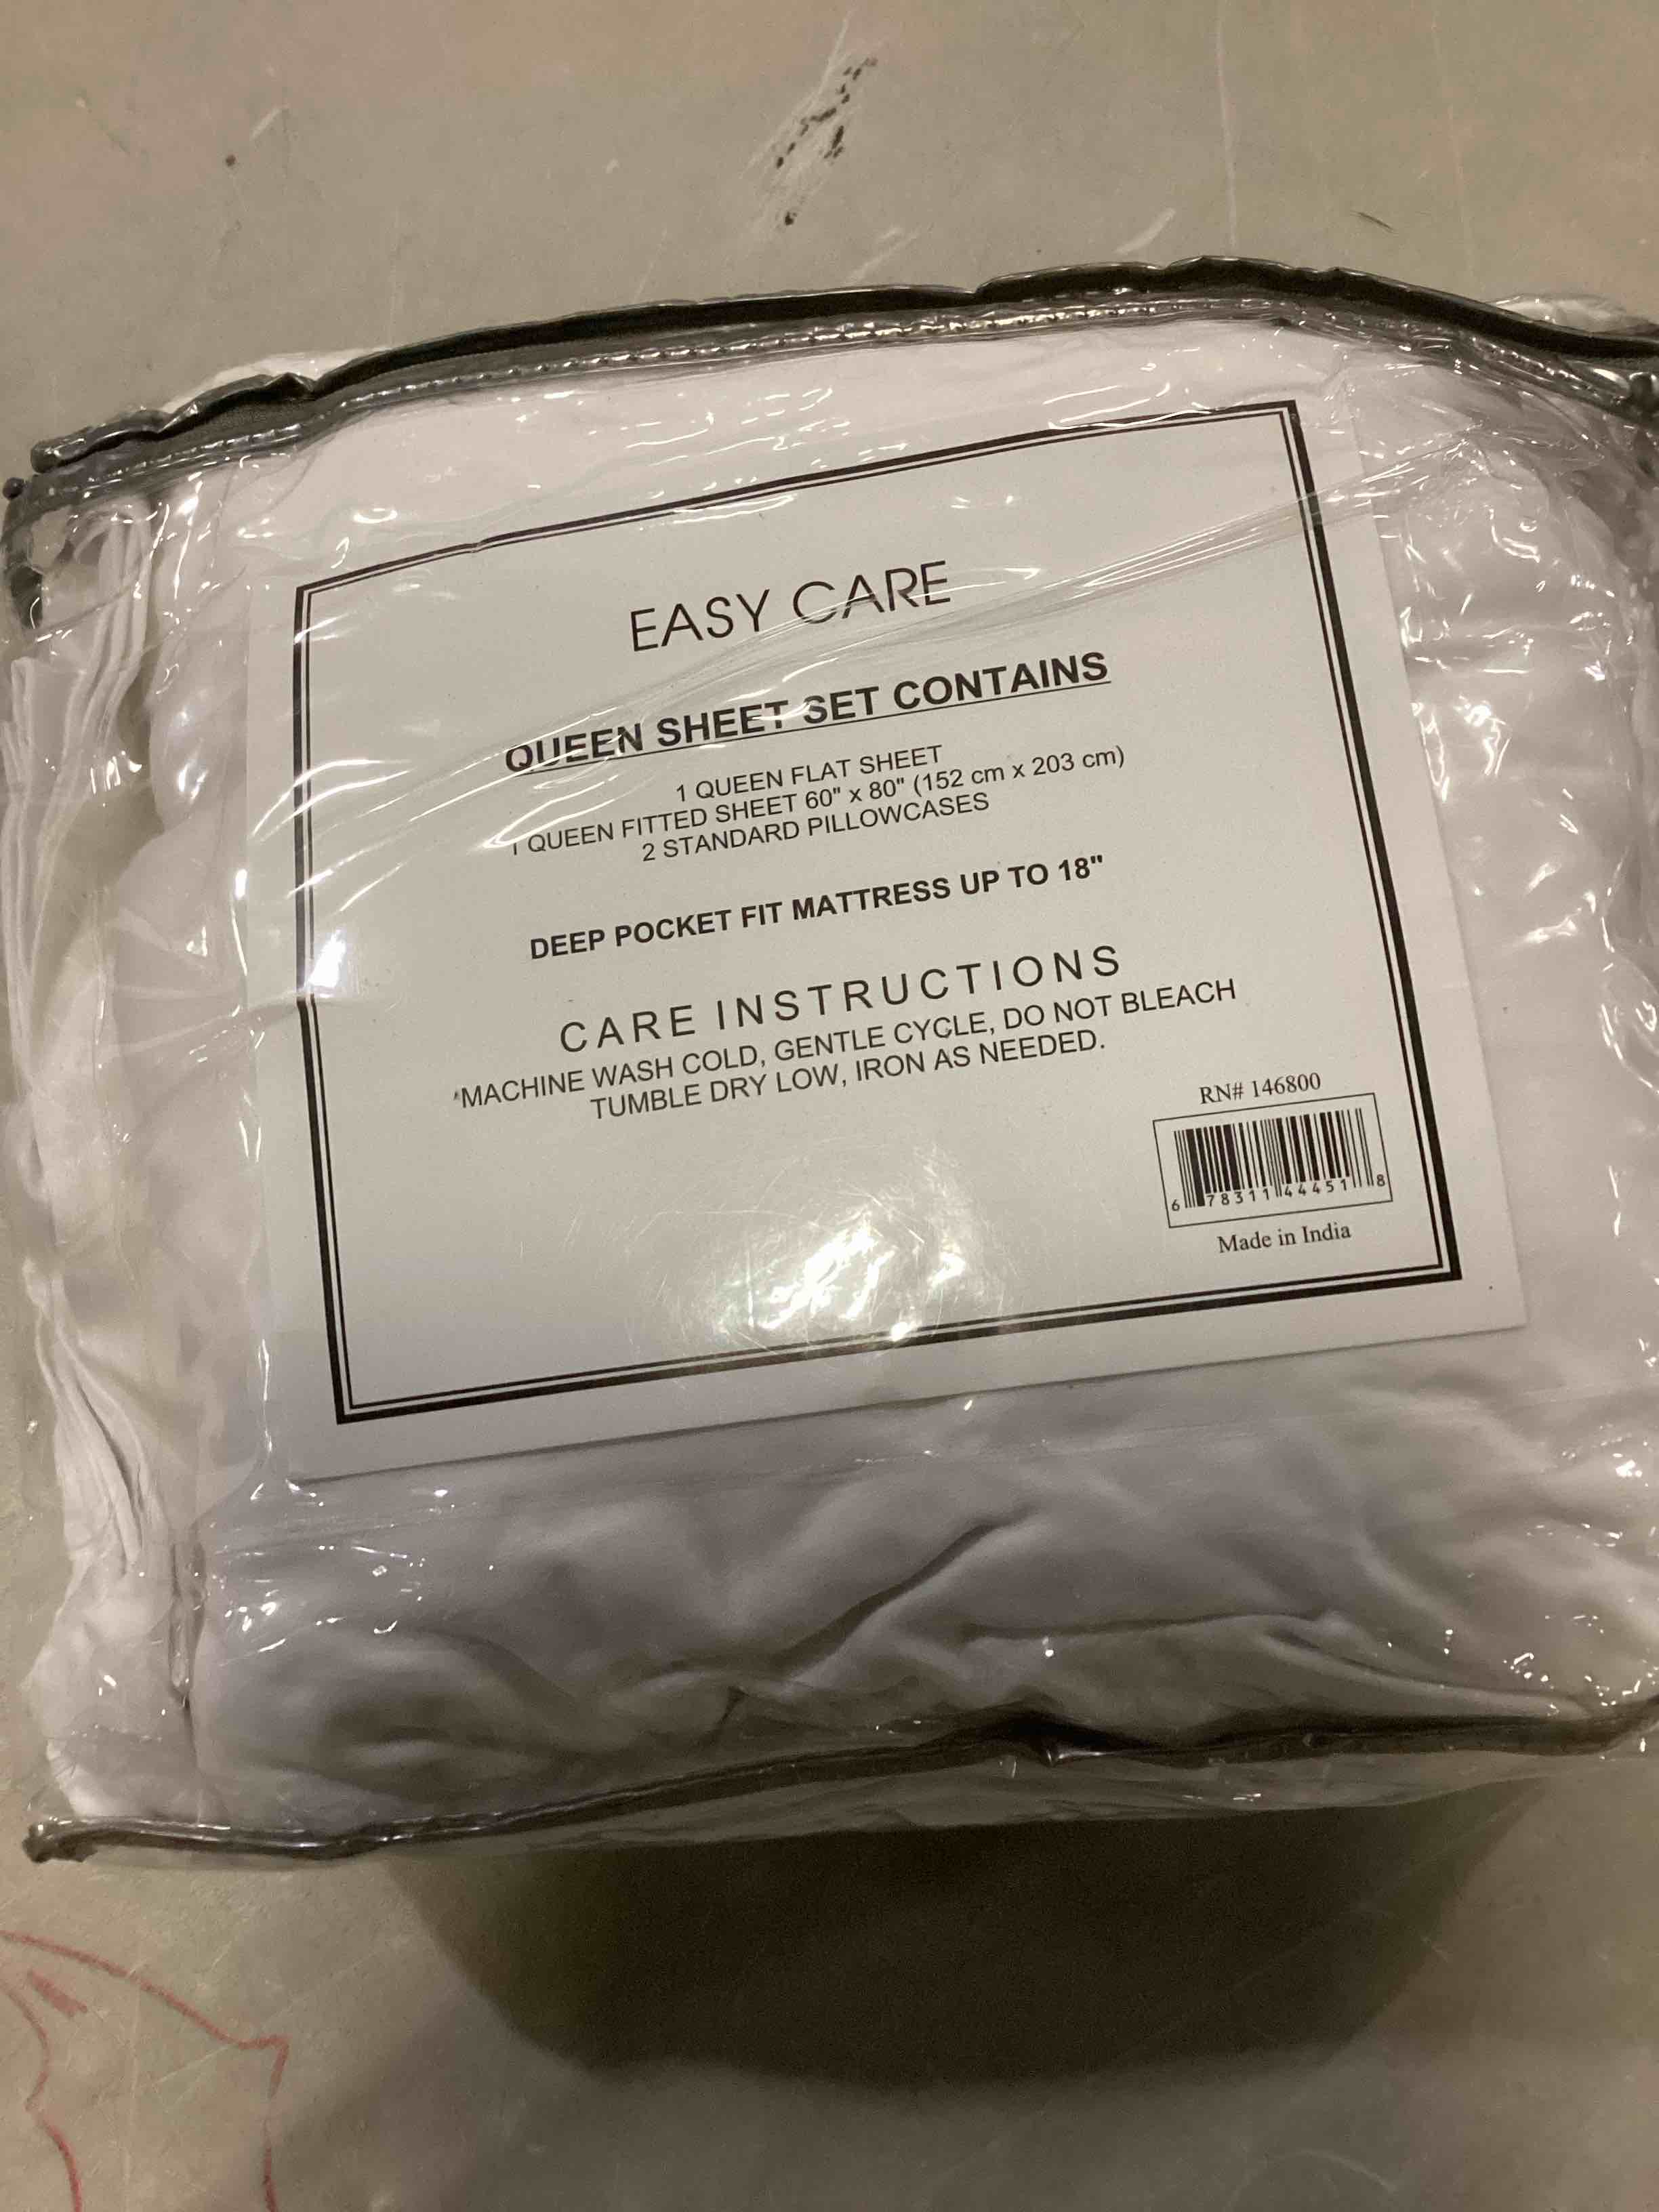 EASY CARE
QUEEN SHEET SET CONTAINS
1 QUEEN FLAT SHEET
1 QUEEN FITTED SHEET 60" x 80" (152 cm x 203 cm)
2 STANDARD PILLOWCASES
DEEP POCKET FIT MATTRESS UP TO 18"
CARE INSTRUCTIONS
*MACHINE WASH COLD, GENTLE CYCLE, DO NOT BLEACH
TUMBLE DRY LOW, IRON AS NEEDED.
RN# 146800
6 78311 44451 8
Made in India